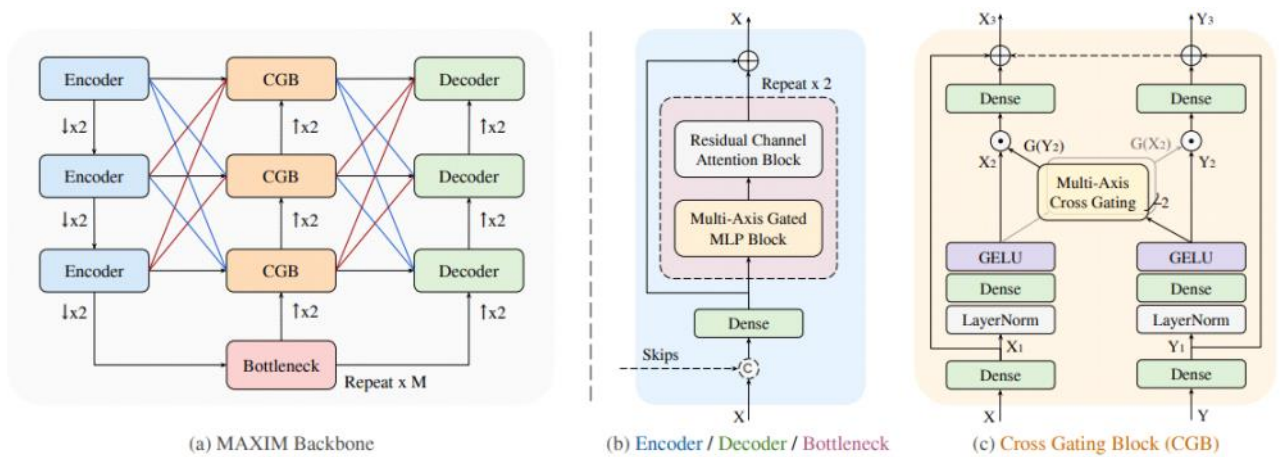 Encoder
CGB
Decoder
↓x2
↑x2
↑x2
Encoder
CGB
Decoder
↓x2
↑x2
↑x2
Encoder
CGB
Decoder
↓x2
↑x2
↑x2
Bottleneck
Repeat x M
(a) MAXIM Backbone
X
Repeat x 2
Residual Channel
Attention Block
Multi-Axis Gated
MLP Block
Dense
Skips
C
X
(b) Encoder / Decoder / Bottleneck
X3
Y3
Dense
Dense
G(Y2)
G(X2)
X2
Y2
Multi-Axis
Cross Gating
2
GELU
GELU
Dense
Dense
LayerNorm
LayerNorm
X1
Y1
Dense
Dense
X
Y
(c) Cross Gating Block (CGB)